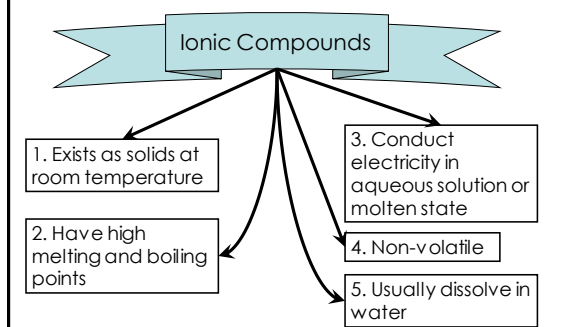 Ionic Compounds
1. Exists as solids at
room temperature
2. Have high
melting and boiling
points
3. Conduct
electricity in
aqueous solution or
molten state
4. Non-volatile
5. Usually dissolve in
water